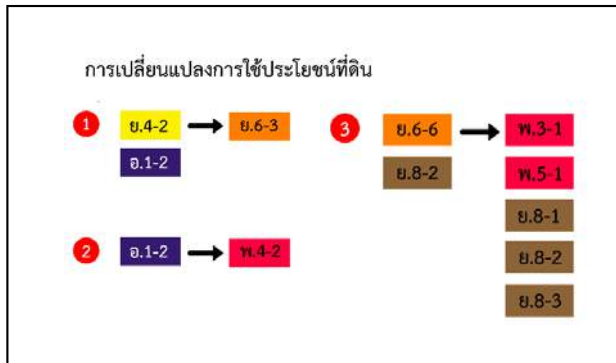 การเปลี่ยนแปลงการใช้ประโยชน์ที่ดิน
1 ย.4-2 ย.6-3
อ.1-2
2 อ.1-2 พ.4-2
3 ย.6-6 พ.3-1
ย.8-2 พ.5-1
ย.8-1
ย.8-2
ย.8-3